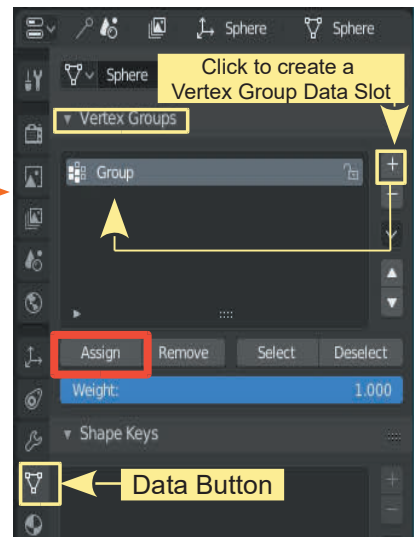 Sphere Sphere
Sphere
Click to create a
Vertex Group Data Slot
Vertex Groups
Group
Assign Remove Select Deselect
Weight: 1.000
Shape Keys
Data Button